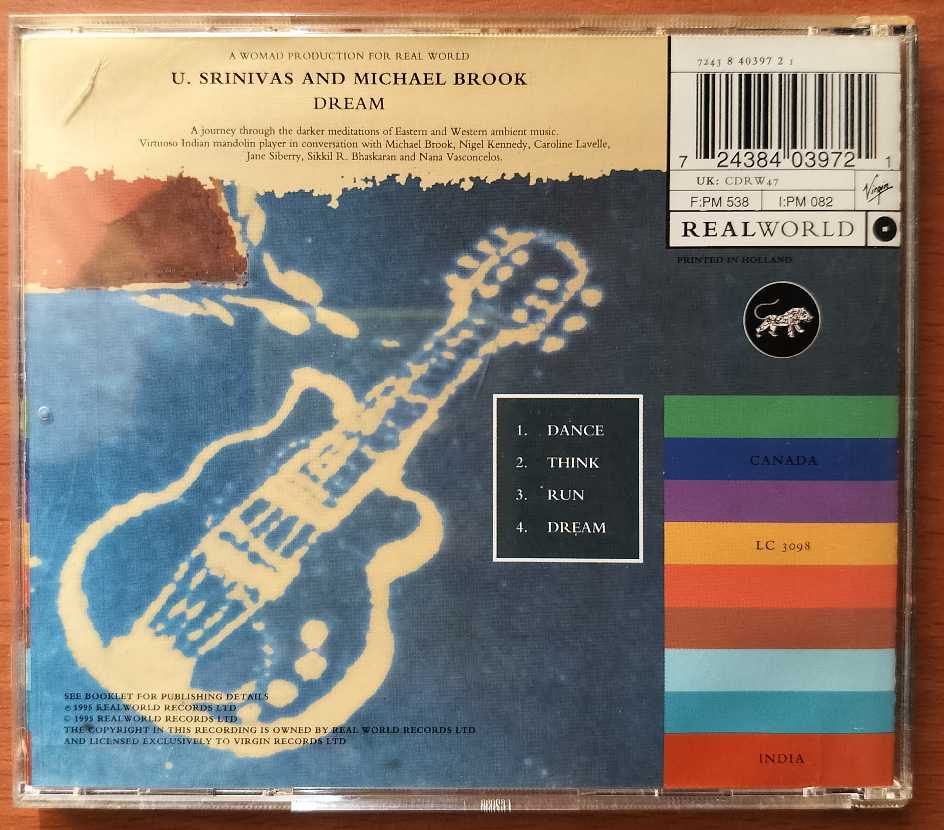 A WOMAD PRODUCTION FOR REAL WORLD
U. SRINIVAS AND MICHAEL BROOK
DREAM
A journey through the darker meditations of Eastern and Western ambient music.
Virtuoso Indian mandolin player in conversation with Michael Brook, Nigel Kennedy, Caroline Lavelle,
Jane Siberry, Sikkil R. Bhaskaran and Nana Vasconcelos.
7243 8 40397 2 1
7 24384 03972 1
UK: CDRW47
F:PM 538 I:PM 082
Virgin
REALWORLD
PRINTED IN HOLLAND
1. DANCE
2. THINK
3. RUN
4. DREAM
CANADA
LC 3098
INDIA
SEE BOOKLET FOR PUBLISHING DETAILS
℗ 1995 REALWORLD RECORDS LTD
© 1995 REALWORLD RECORDS LTD
THE COPYRIGHT IN THIS RECORDING IS OWNED BY REAL WORLD RECORDS LTD
AND LICENSED EXCLUSIVELY TO VIRGIN RECORDS LTD